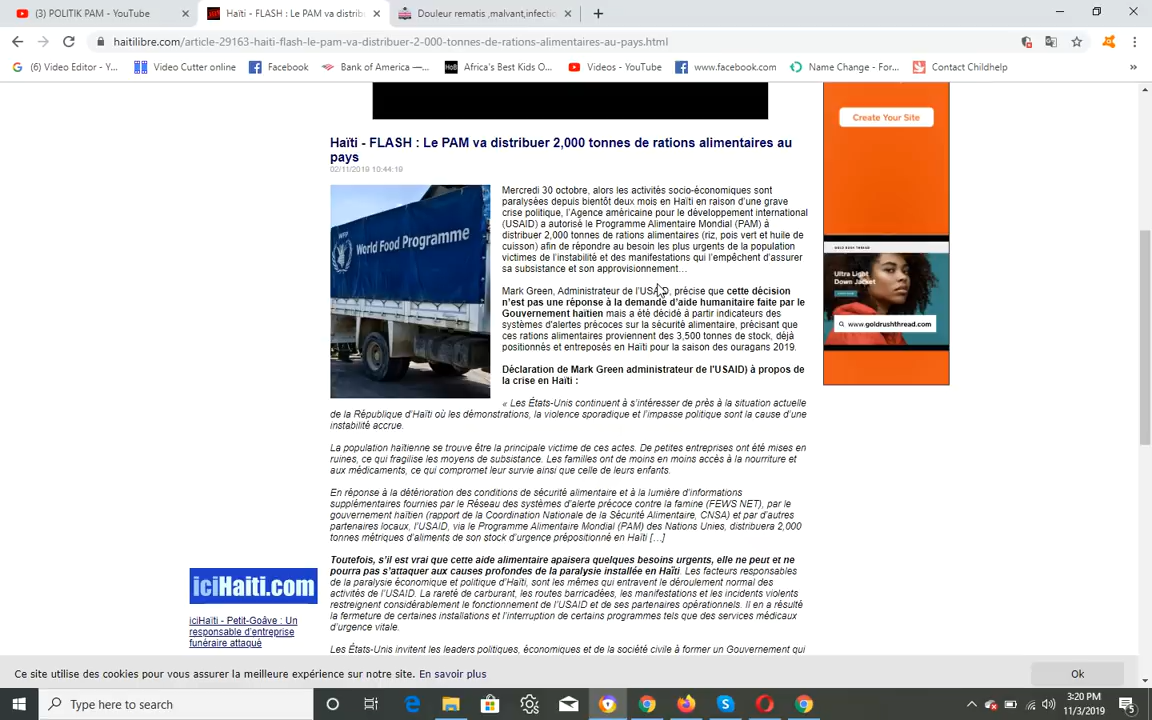 (3) POLITIK PAM - YouTube
Haïti - FLASH : Le PAM va distrib
Douleur rematis ,malvant,infectio
haitilibre.com/article-29163-haiti-flash-le-pam-va-distribuer-2-000-tonnes-de-rations-alimentaires-au-pays.html
(6) Video Editor - Y...
Video Cutter online
Facebook
Bank of America —...
Africa's Best Kids O...
Videos - YouTube
www.facebook.com
Name Change - For...
Contact Childhelp
»
Create Your Site
Haïti - FLASH : Le PAM va distribuer 2,000 tonnes de rations alimentaires au
pays
02/11/2019 10:44:19
WFP
World Food Programme
Mercredi 30 octobre, alors les activités socio-économiques sont
paralysées depuis bientôt deux mois en Haïti en raison d'une grave
crise politique, l'Agence américaine pour le développement international
(USAID) a autorisé le Programme Alimentaire Mondial (PAM) à
distribuer 2,000 tonnes de rations alimentaires (riz, pois vert et huile de
cuisson) afin de répondre au besoin les plus urgents de la population
victimes de l'instabilité et des manifestations qui l'empêchent d'assurer
sa subsistance et son approvisionnement…
Mark Green, Administrateur de l'USAID, précise que cette décision
n'est pas une réponse à la demande d'aide humanitaire faite par le
Gouvernement haïtien mais a été décidé à partir indicateurs des
systèmes d'alertes précoces sur la sécurité alimentaire, précisant que
ces rations alimentaires proviennent des 3,500 tonnes de stock, déjà
positionnés et entreposés en Haïti pour la saison des ouragans 2019.
Déclaration de Mark Green administrateur de l'USAID) à propos de
la crise en Haïti :
« Les États-Unis continuent à s'intéresser de près à la situation actuelle
de la République d'Haïti où les démonstrations, la violence sporadique et l'impasse politique sont la cause d'une
instabilité accrue.
La population haïtienne se trouve être la principale victime de ces actes. De petites entreprises ont été mises en
ruines, ce qui fragilise les moyens de subsistance. Les familles ont de moins en moins accès à la nourriture et
aux médicaments, ce qui compromet leur survie ainsi que celle de leurs enfants.
En réponse à la détérioration des conditions de sécurité alimentaire et à la lumière d'informations
supplémentaires fournies par le Réseau des systèmes d'alerte précoce contre la famine (FEWS NET), par le
gouvernement haïtien (rapport de la Coordination Nationale de la Sécurité Alimentaire, CNSA) et par d'autres
partenaires locaux, l'USAID, via le Programme Alimentaire Mondial (PAM) des Nations Unies, distribuera 2,000
tonnes métriques d'aliments de son stock d'urgence prépositionné en Haïti […]
Toutefois, s'il est vrai que cette aide alimentaire apaisera quelques besoins urgents, elle ne peut et ne
pourra pas s'attaquer aux causes profondes de la paralysie installée en Haïti. Les facteurs responsables
de la paralysie économique et politique d'Haïti, sont les mêmes qui entravent le déroulement normal des
activités de l'USAID. La rareté de carburant, les routes barricadées, les manifestations et les incidents violents
restreignent considérablement le fonctionnement de l'USAID et de ses partenaires opérationnels. Il en a résulté
la fermeture de certaines installations et l'interruption de certains programmes tels que des services médicaux
d'urgence vitale.
Les États-Unis invitent les leaders politiques, économiques et de la société civile à former un Gouvernement qui
GOLD RUSH THREAD
Ultra Light
Down Jacket
www.goldrushthread.com
iciHaiti.com
iciHaïti - Petit-Goâve : Un
responsable d'entreprise
funéraire attaqué
Ce site utilise des cookies pour vous assurer la meilleure expérience sur notre site. En savoir plus
Ok
Type here to search
3:20 PM
11/3/2019
5